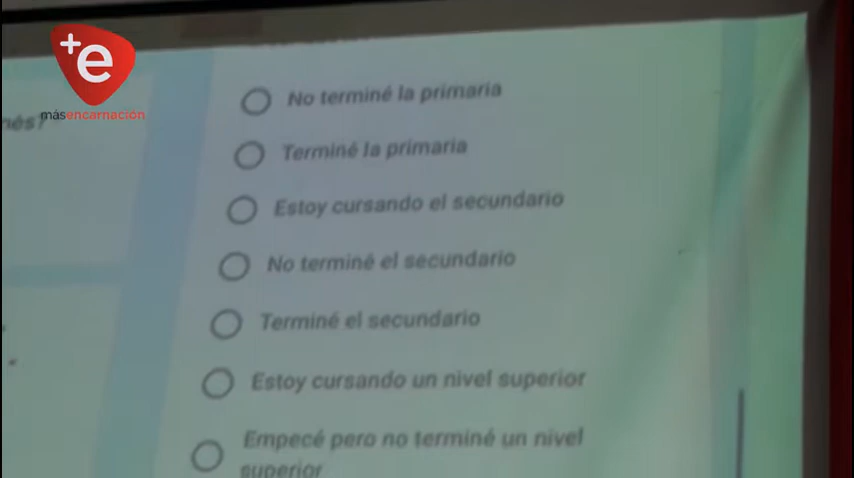 +e
nés?
másencarnación
No terminé la primaria
Terminé la primaria
Estoy cursando el secundario
No terminé el secundario
Terminé el secundario
Estoy cursando un nivel superior
Empecé pero no terminé un nivel
superior